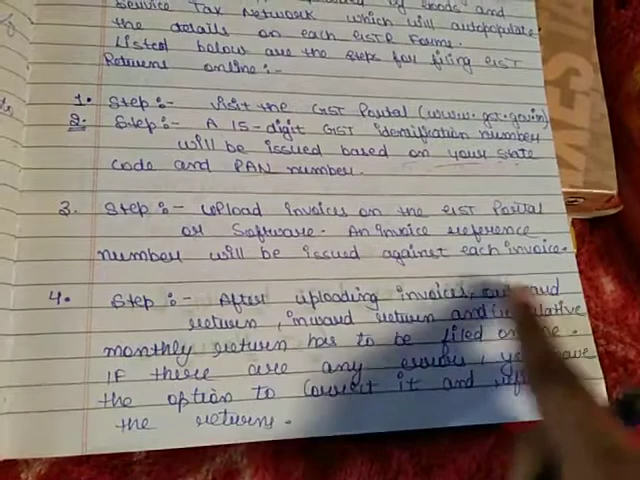 of Goods and
Service Tax Network which will autopopulate
the details on each GSTR Forms.
Listed below are the steps for filing GST
Returns online :-
1. Step :- Visit the GST Portal (www.gst.gov.in)
2. Step :- A 15-digit GST identification number
will be issued based on your state
code and PAN number.
3. Step :- Upload invoices on the GST Portal
or Software. An invoice reference
number will be issued against each invoice.
4. Step :- After uploading invoices,
return, inward return and
monthly return has to be filed
If there are any errors,
the option to correct it and
the returns.